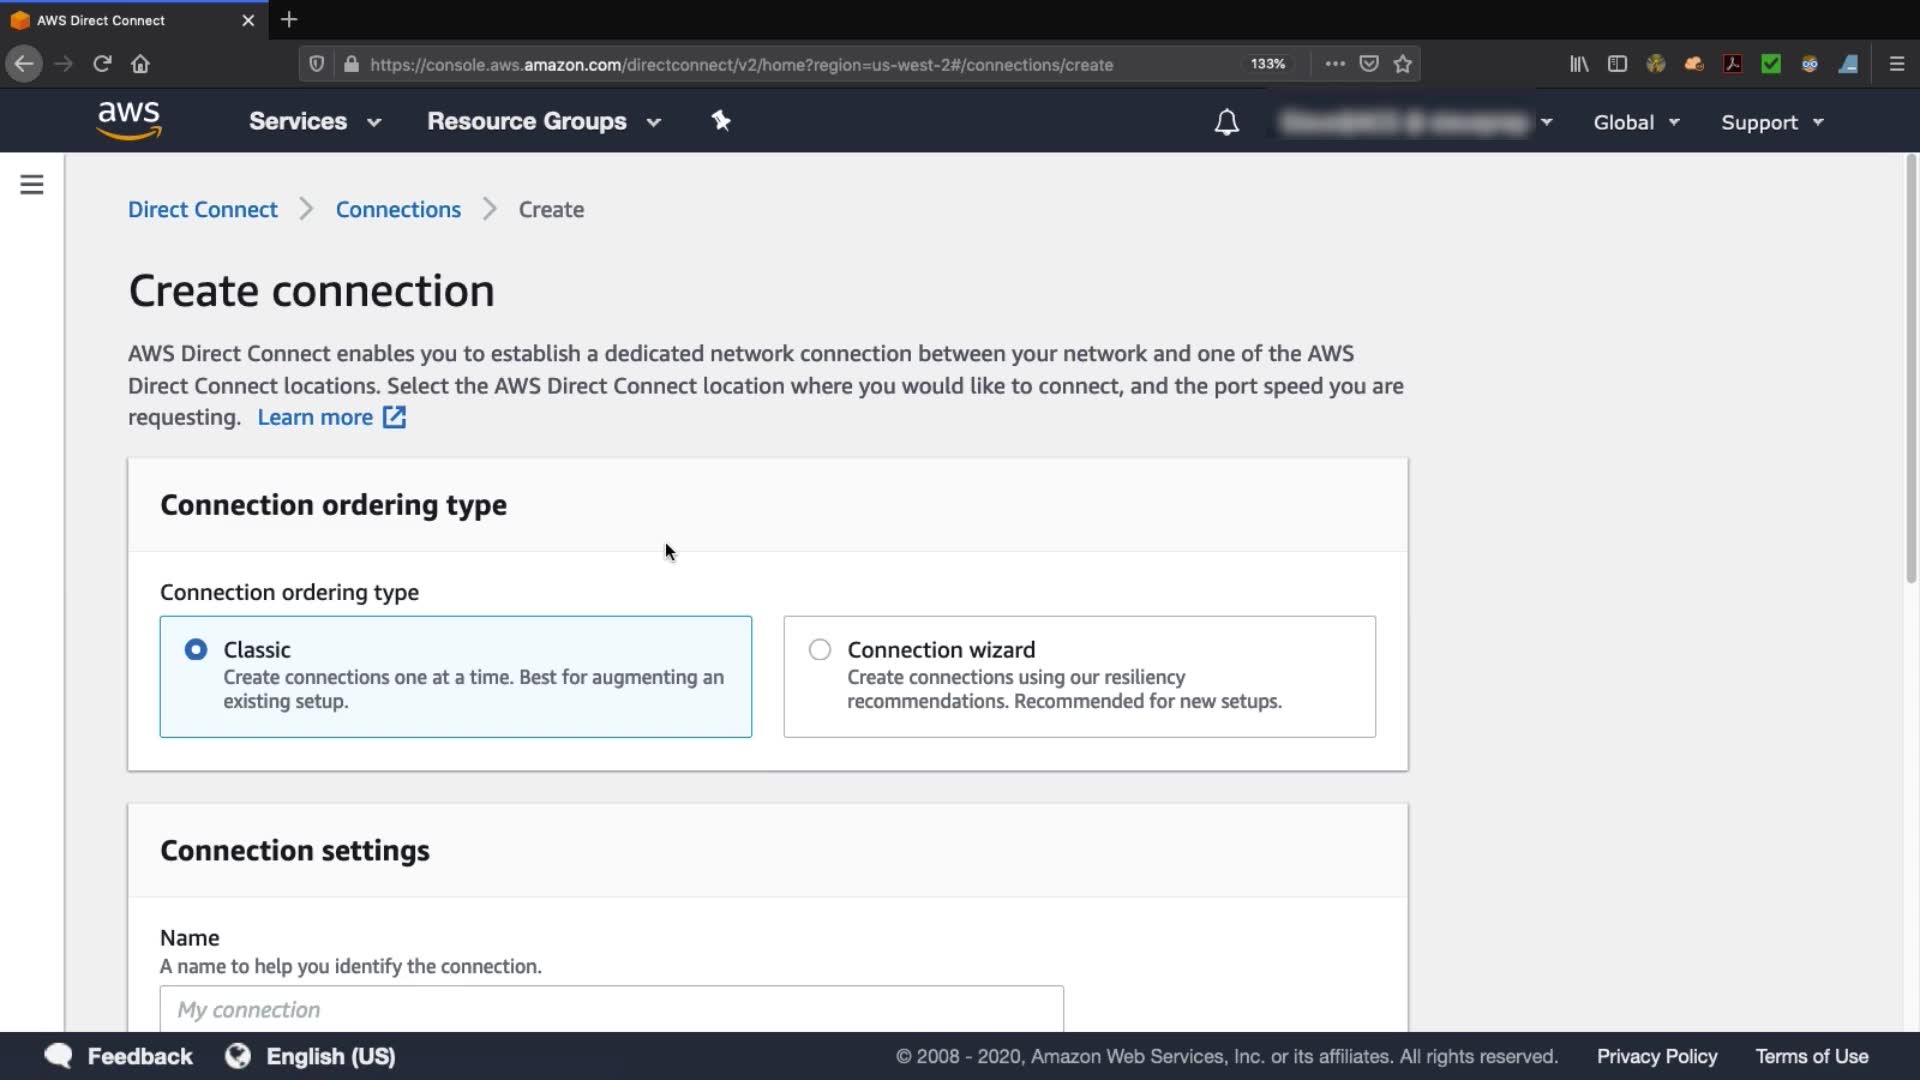 AWS Direct Connect
https://console.aws.amazon.com/directconnect/v2/home?region=us-west-2#/connections/create
133%
aws
Services
Resource Groups
Global
Support
Direct Connect
Connections
Create
Create connection
AWS Direct Connect enables you to establish a dedicated network connection between your network and one of the AWS
Direct Connect locations. Select the AWS Direct Connect location where you would like to connect, and the port speed you are
requesting. Learn more
Connection ordering type
Connection ordering type
Classic
Create connections one at a time. Best for augmenting an
existing setup.
Connection wizard
Create connections using our resiliency
recommendations. Recommended for new setups.
Connection settings
Name
A name to help you identify the connection.
My connection
Feedback
English (US)
© 2008 - 2020, Amazon Web Services, Inc. or its affiliates. All rights reserved.
Privacy Policy
Terms of Use